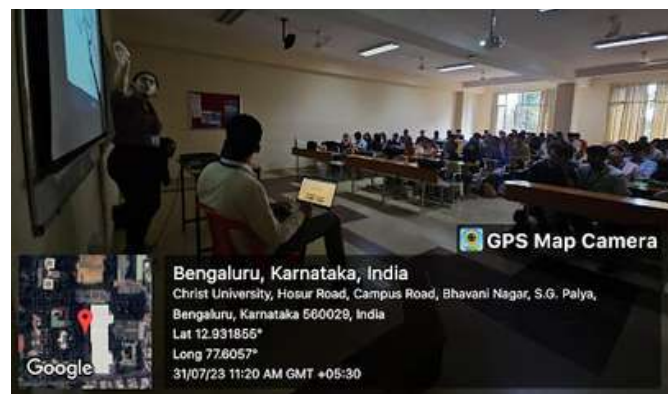 GPS Map Camera
Bengaluru, Karnataka, India
Christ University, Hosur Road, Campus Road, Bhavani Nagar, S.G. Palya,
Bengaluru, Karnataka 560029, India
Lat 12.931855°
Long 77.6057°
31/07/23 11:20 AM GMT +05:30
Google